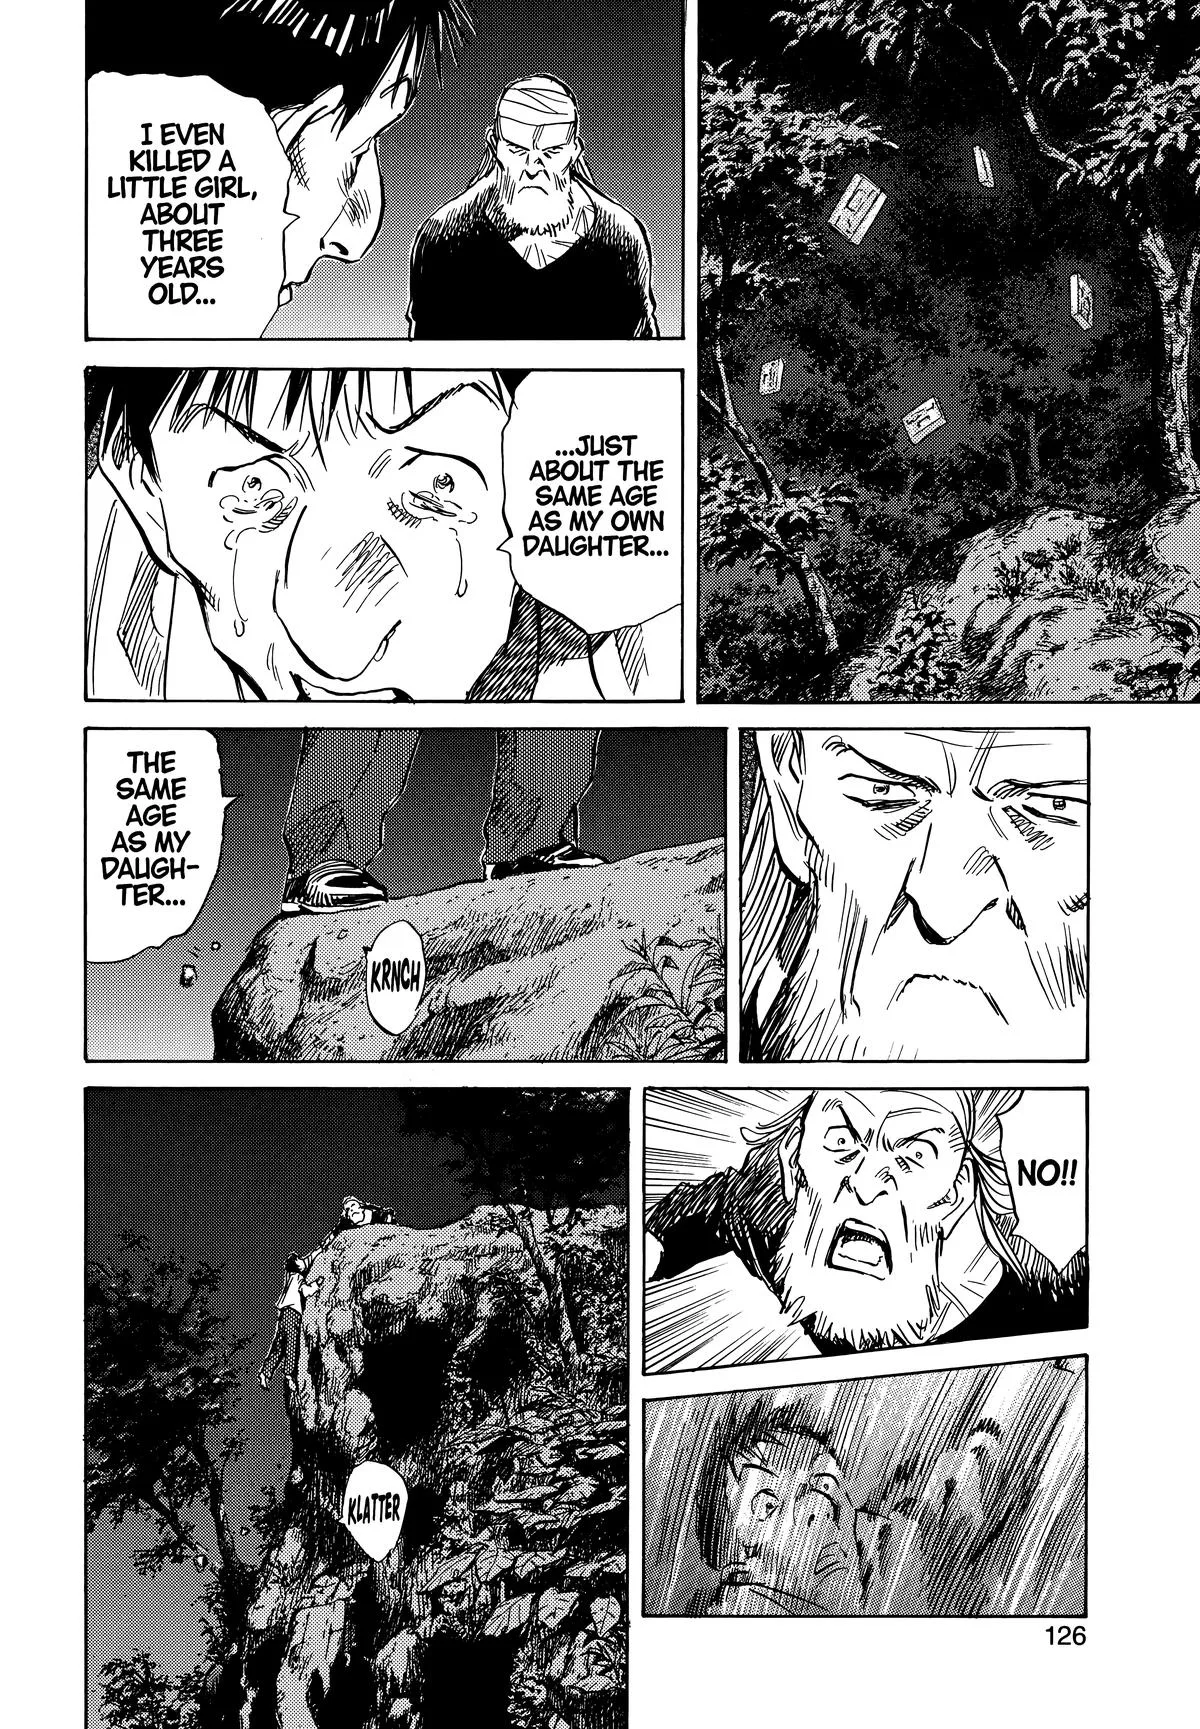 I EVEN
KILLED A
LITTLE GIRL,
ABOUT
THREE
YEARS
OLD...
...JUST
ABOUT THE
SAME AGE
AS MY OWN
DAUGHTER...
THE
SAME
AGE
AS MY
DAUGH-
TER...
KRNCH
NO!!
KLATTER
126